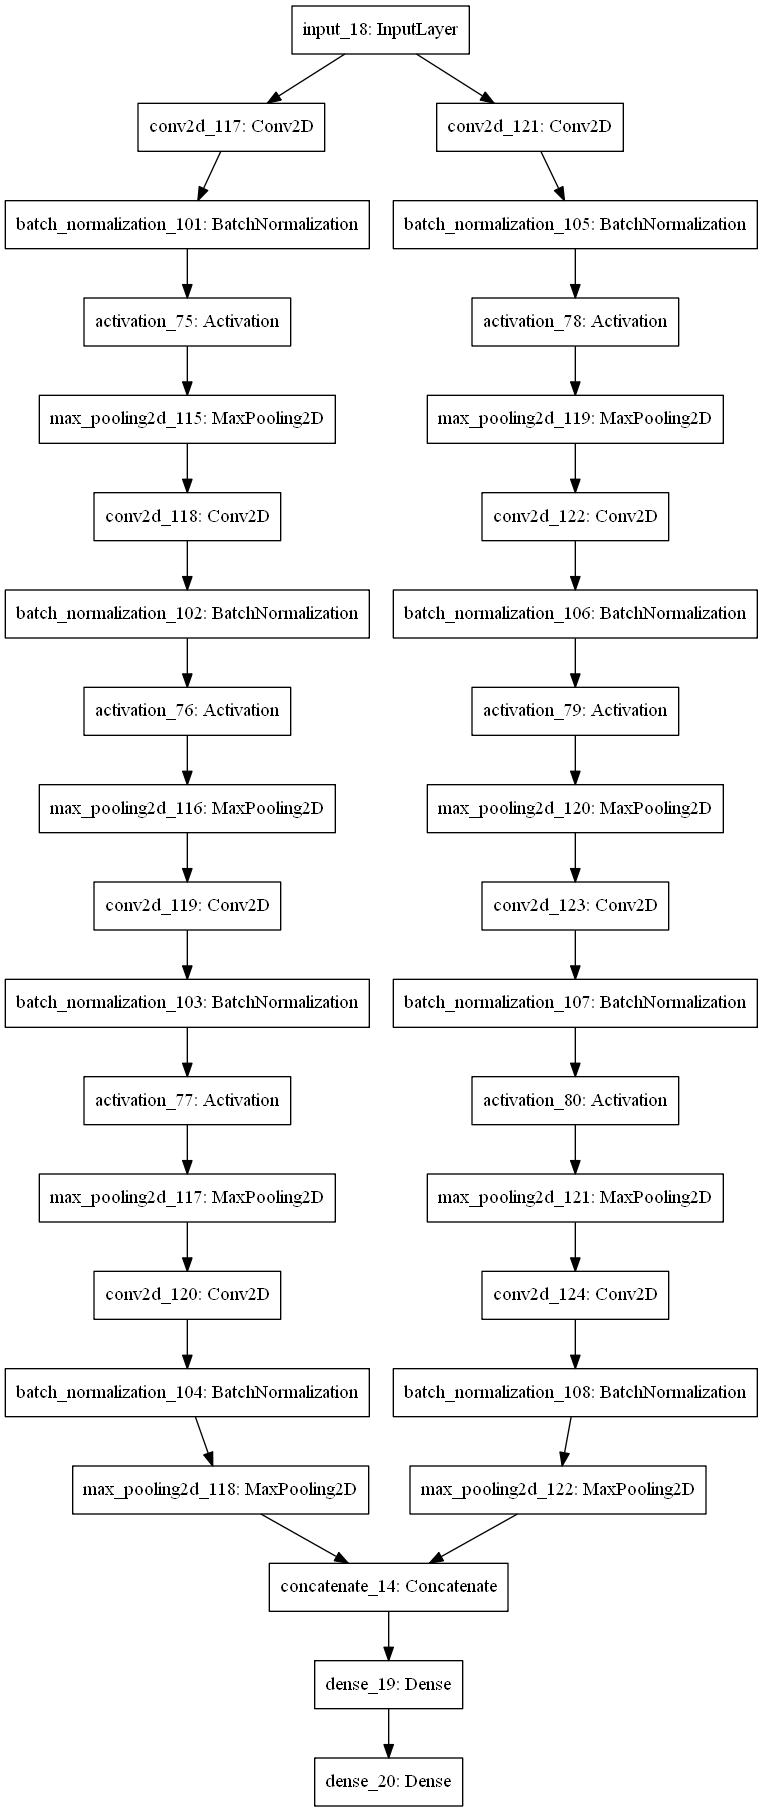 input_18: InputLayer
conv2d_117: Conv2D
conv2d_121: Conv2D
batch_normalization_101: BatchNormalization
batch_normalization_105: BatchNormalization
activation_75: Activation
activation_78: Activation
max_pooling2d_115: MaxPooling2D
max_pooling2d_119: MaxPooling2D
conv2d_118: Conv2D
conv2d_122: Conv2D
batch_normalization_102: BatchNormalization
batch_normalization_106: BatchNormalization
activation_76: Activation
activation_79: Activation
max_pooling2d_116: MaxPooling2D
max_pooling2d_120: MaxPooling2D
conv2d_119: Conv2D
conv2d_123: Conv2D
batch_normalization_103: BatchNormalization
batch_normalization_107: BatchNormalization
activation_77: Activation
activation_80: Activation
max_pooling2d_117: MaxPooling2D
max_pooling2d_121: MaxPooling2D
conv2d_120: Conv2D
conv2d_124: Conv2D
batch_normalization_104: BatchNormalization
batch_normalization_108: BatchNormalization
max_pooling2d_118: MaxPooling2D
max_pooling2d_122: MaxPooling2D
concatenate_14: Concatenate
dense_19: Dense
dense_20: Dense